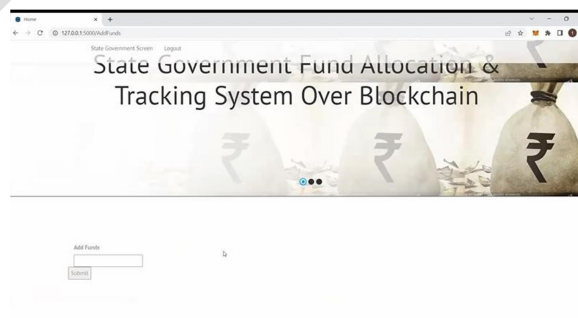 Home
127.0.0.1:5000/AddFunds
State Government Screen Logout
State Government Fund Allocation &
Tracking System Over Blockchain
₹ ₹ ₹
Add Funds
Submit